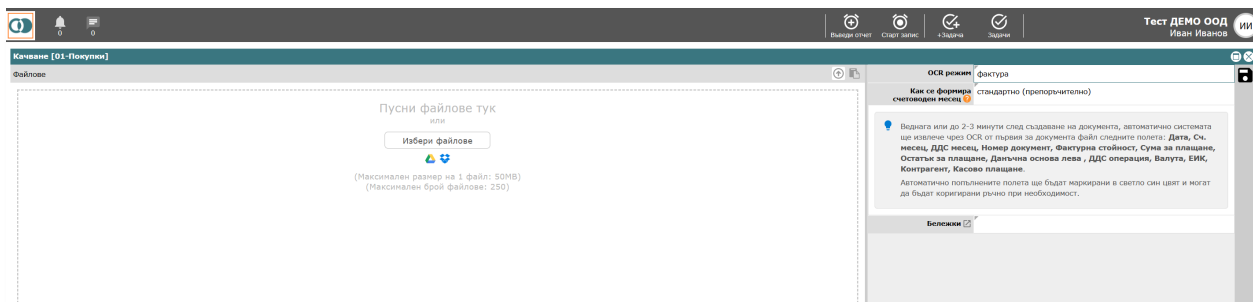 0
0
Изведи отчет
Старт запис
+Задача
Задачи
Тест ДЕМО ООД
Иван Иванов
ИИ
Качване [01-Покупки]
Файлове
Пусни файлове тук
или
Избери файлове
(Максимален размер на 1 файл: 50MB)
(Максимален брой файлове: 250)
OCR режим
фактура
Как се формира
счетоводен месец
стандартно (препоръчително)
Веднага или до 2-3 минути след създаване на документа, автоматично системата
ще извлече чрез OCR от първия за документа файл следните полета: Дата, Сч.
месец, ДДС месец, Номер документ, Фактурна стойност, Сума за плащане,
Остатък за плащане, Данъчна основа лева , ДДС операция, Валута, ЕИК,
Контрагент, Касово плащане.
Автоматично попълнените полета ще бъдат маркирани в светло син цвят и могат
да бъдат коригирани ръчно при необходимост.
Бележки